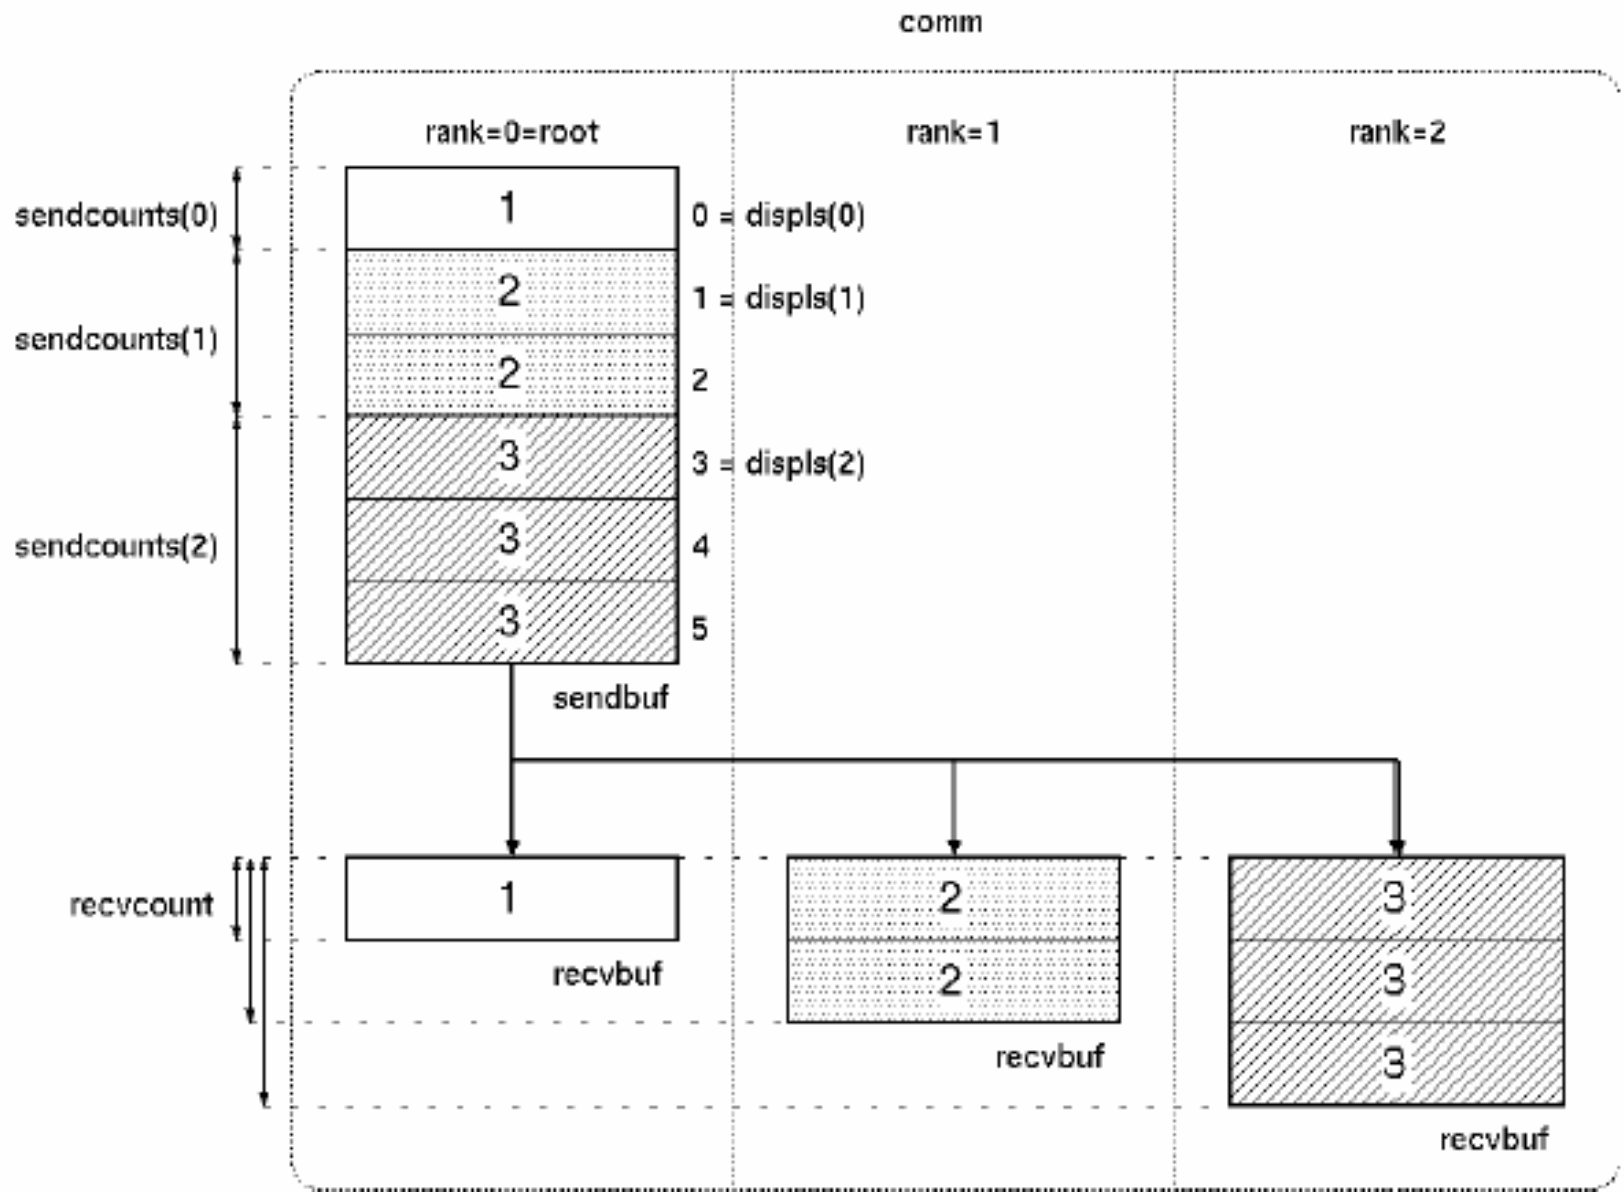 comm
rank=0=root rank=1 rank=2
sendcounts(0) 1 0 = displs(0)
2 1 = displs(1)
sendcounts(1)
2 2
3 3 = displs(2)
sendcounts(2) 3 4
3 5
sendbuf
recvcount 1 2 3
recvbuf 2 3
recvbuf 3
recvbuf